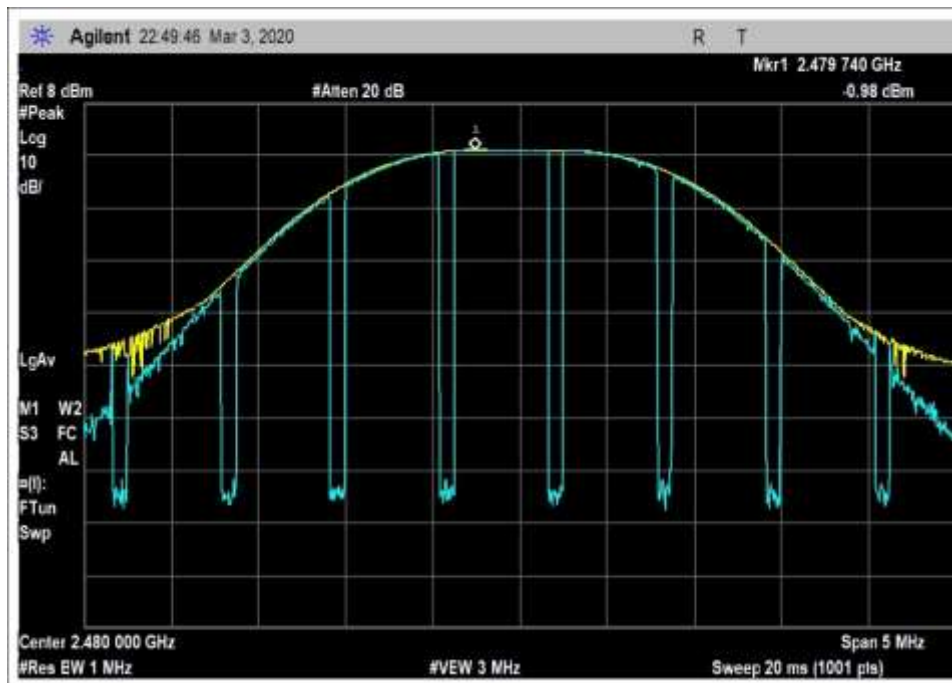 Agilent 22:49:46 Mar 3, 2020 R T
Mkr1 2.479 740 GHz
Ref 8 dBm #Atten 20 dB -0.98 dBm
#Peak
Log
10
dB/
1
LgAv
M1 W2
S3 FC
AL
¤(f):
FTun
Swp
Center 2.480 000 GHz Span 5 MHz
#Res BW 1 MHz #VBW 3 MHz Sweep 20 ms (1001 pts)